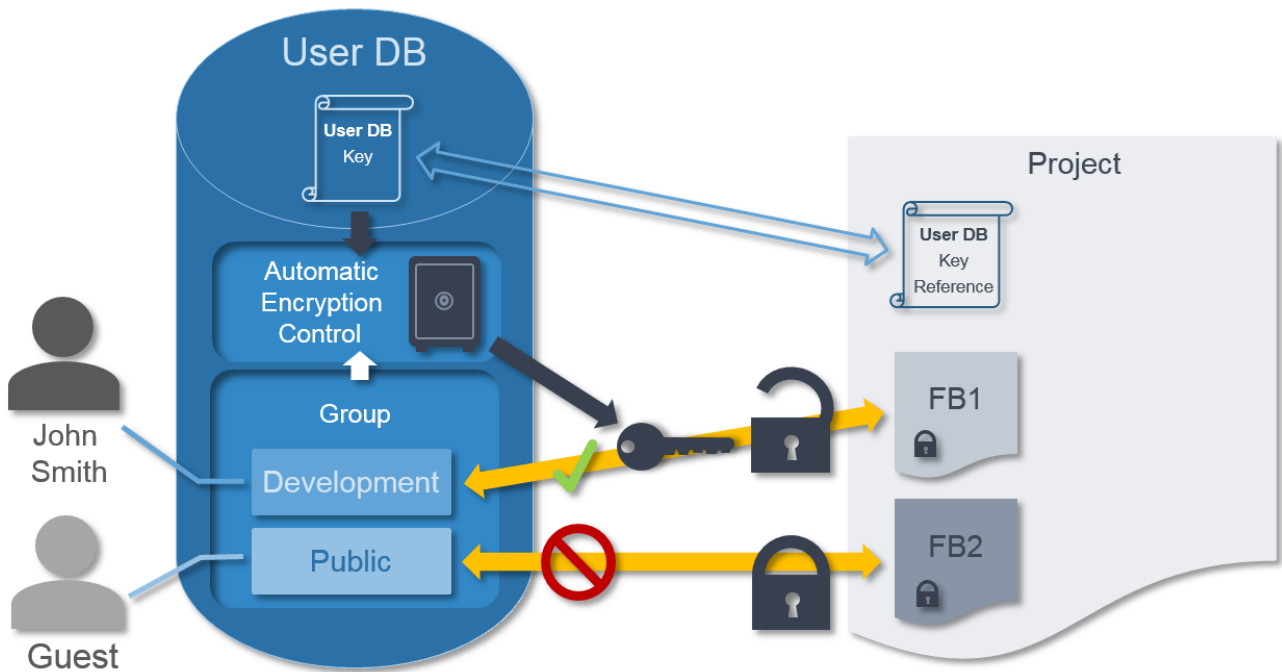 User DB
User DB
Key
Project
User DB
Key
Reference
Automatic
Encryption
Control
Group
John
Smith
Development
FB1
Public
FB2
Guest